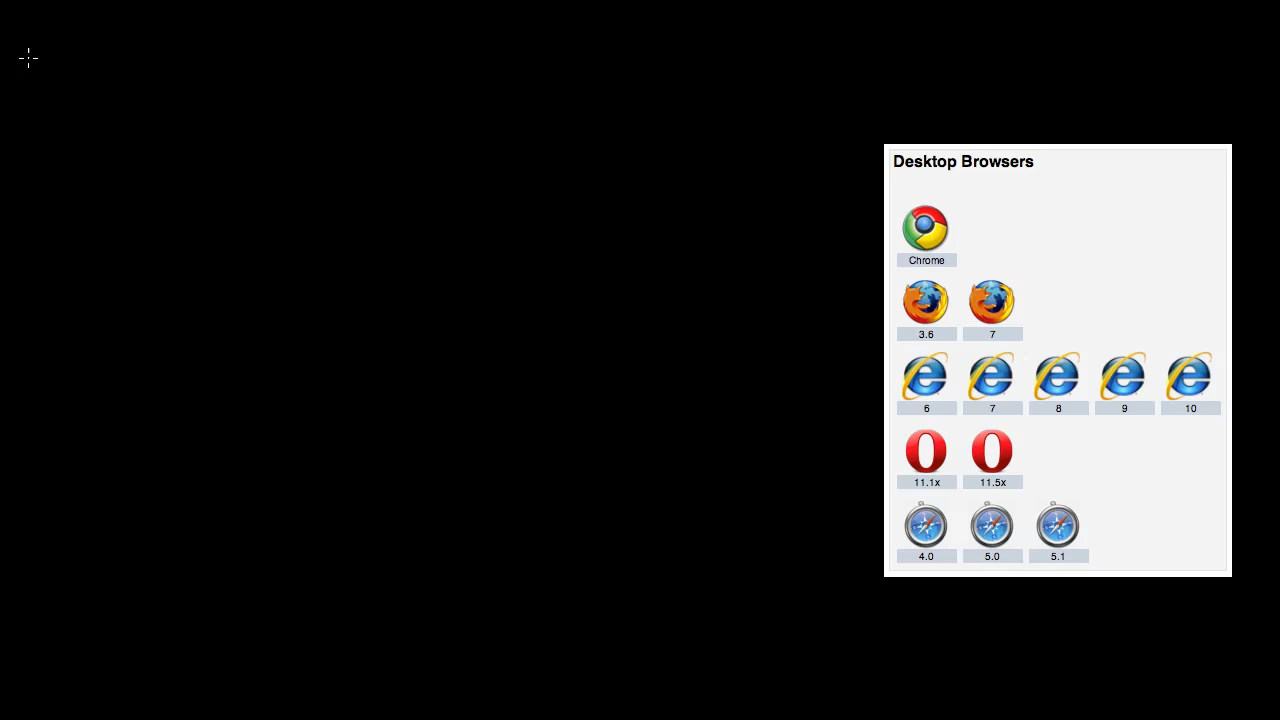 Desktop Browsers
Chrome
3.6 7
6 7 8 9 10
11.1x 11.5x
4.0 5.0 5.1